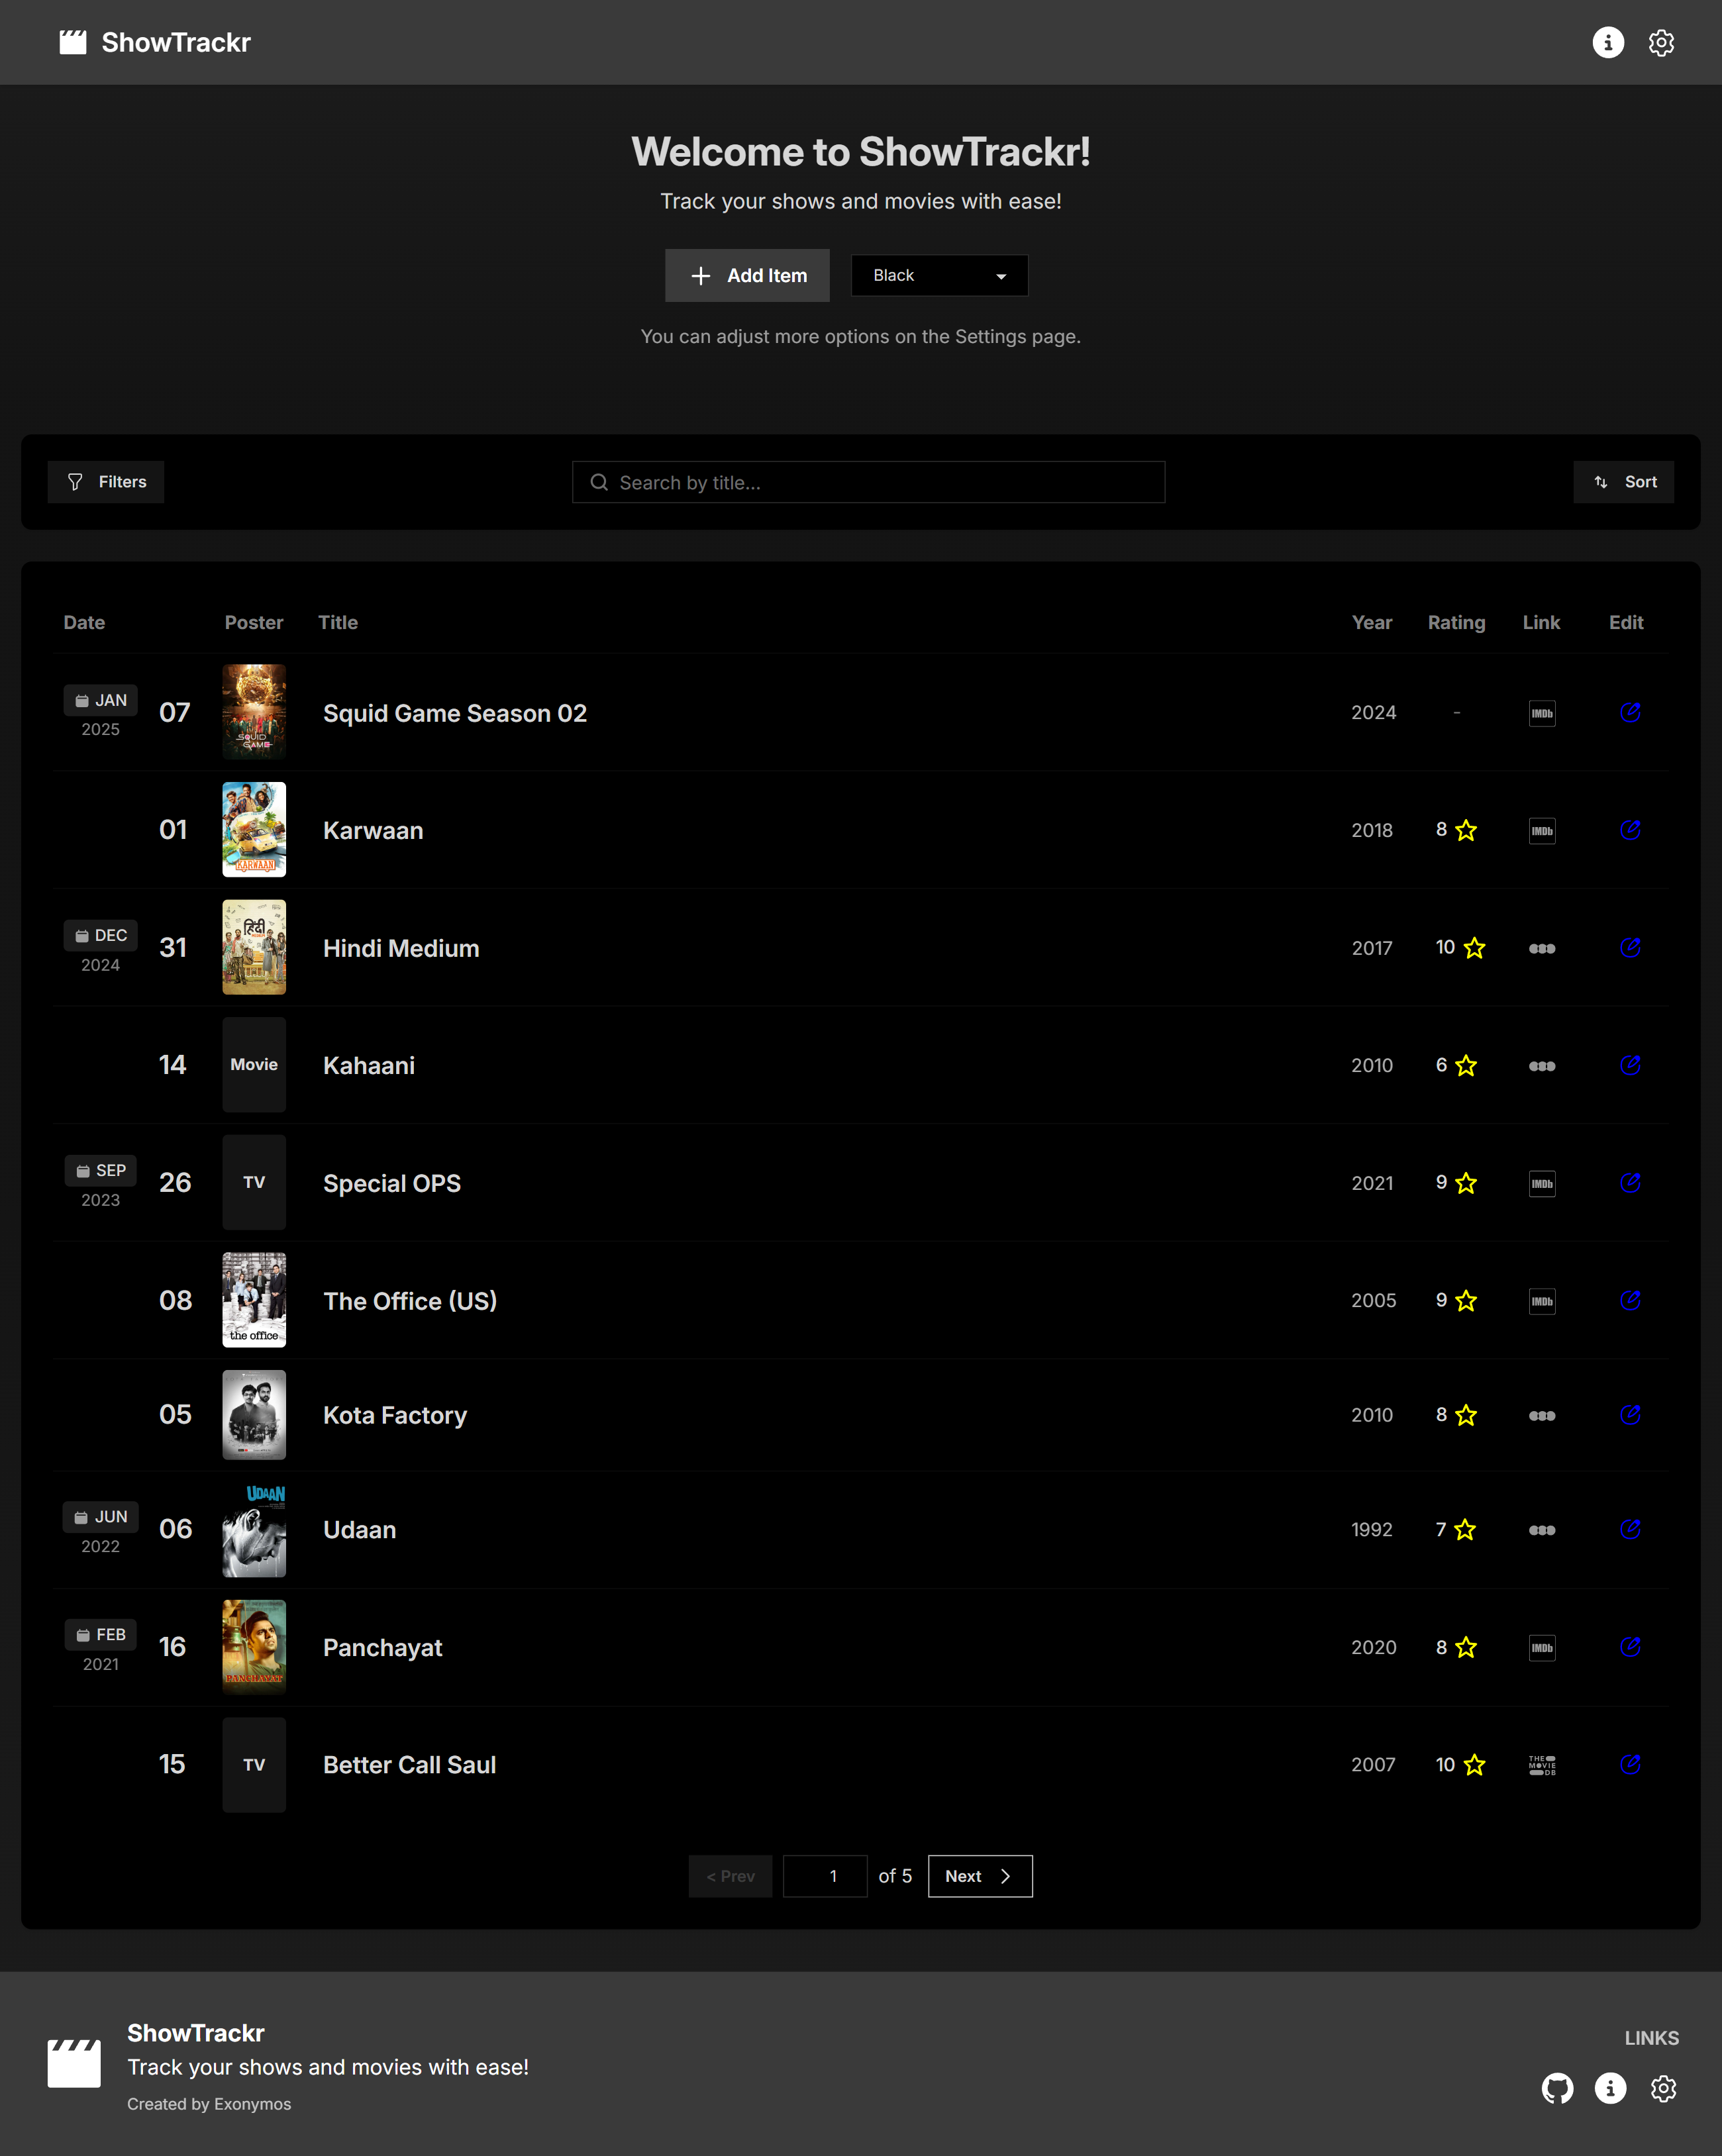 ShowTrackr
Welcome to ShowTrackr!
Track your shows and movies with ease!
Add Item
Black
You can adjust more options on the Settings page.
Filters
Search by title...
Sort
Date Poster Title Year Rating Link Edit
JAN
2025
07
SQUID
GAME
Squid Game Season 02
2024
-
IMDb
01
KARWAAN
Karwaan
2018
8
IMDb
DEC
2024
31
हिंदी
Hindi Medium
2017
10
14
Movie
Kahaani
2010
6
SEP
2023
26
TV
Special OPS
2021
9
IMDb
08
the office
The Office (US)
2005
9
IMDb
05
Kota Factory
2010
8
JUN
2022
06
UDAAN
Udaan
1992
7
FEB
2021
16
PANCHAYAT
Panchayat
2020
8
IMDb
15
TV
Better Call Saul
2007
10
THE
MOVIE
DB
< Prev 1 of 5 Next
ShowTrackr
Track your shows and movies with ease!
Created by Exonymos
LINKS